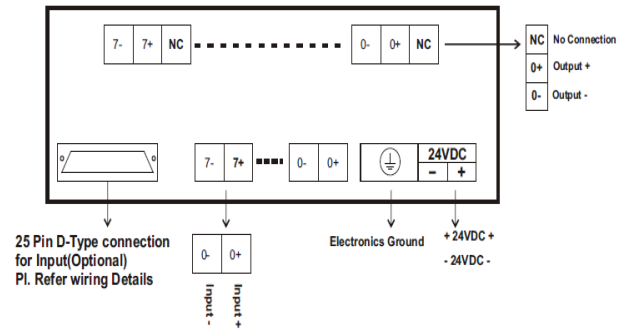 7- 7+ NC 0- 0+ NC
NC No Connection
0+ Output +
0- Output -
7- 7+ 0- 0+
24VDC
- +
25 Pin D-Type connection
for Input(Optional)
Pl. Refer wiring Details
0- 0+
Input -
Input +
Electronics Ground
+ 24VDC +
- 24VDC -